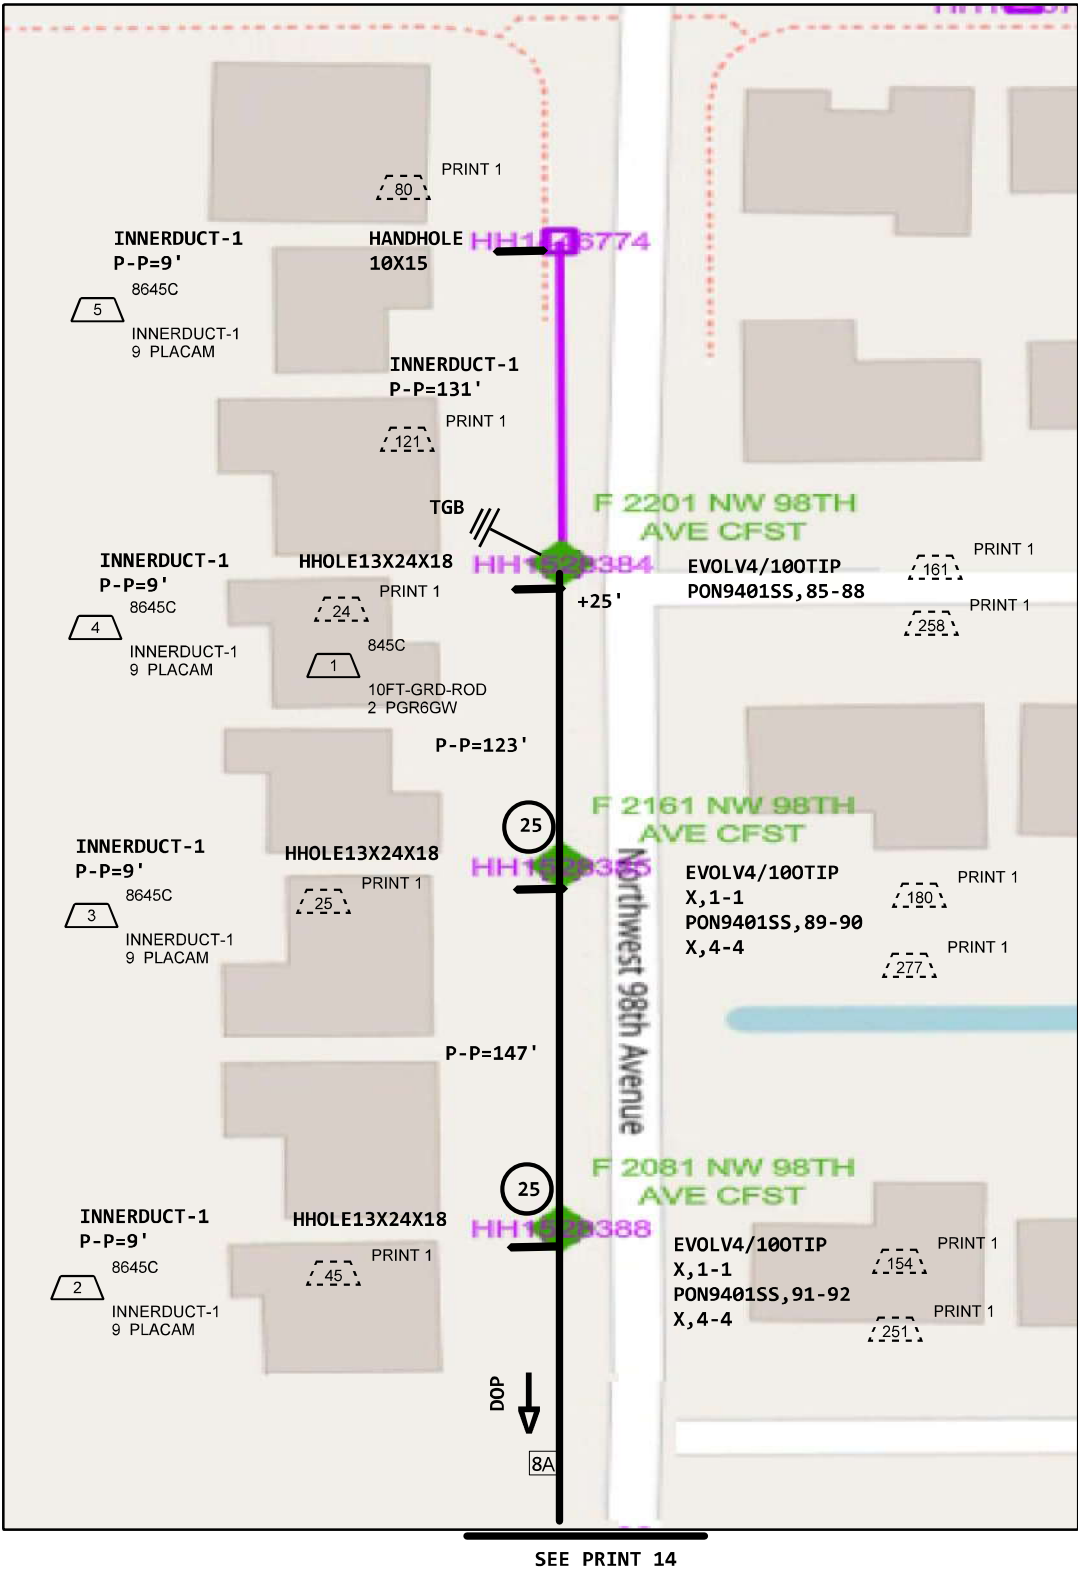 PRINT 1
80
INNERDUCT-1
P-P=9'
HANDHOLE
10X15
8645C
5
INNERDUCT-1
9 PLACAM
INNERDUCT-1
P-P=131'
PRINT 1
121
TGB
F 2201 NW 98TH
AVE CFST
INNERDUCT-1
P-P=9'
HHOLE13X24X18
HH1528384
EVOLV4/10OTIP
PON9401SS,85-88
PRINT 1
161
8645C
4
PRINT 1
24
+25'
PRINT 1
258
INNERDUCT-1
9 PLACAM
845C
1
10FT-GRD-ROD
2 PGR6GW
P-P=123'
25
F 2161 NW 98TH
AVE CFST
INNERDUCT-1
P-P=9'
HHOLE13X24X18
HH1528385
EVOLV4/10OTIP
X,1-1
PON9401SS,89-90
X,4-4
PRINT 1
180
8645C
3
PRINT 1
25
INNERDUCT-1
9 PLACAM
PRINT 1
277
Northwest 98th Avenue
P-P=147'
25
F 2081 NW 98TH
AVE CFST
INNERDUCT-1
P-P=9'
HHOLE13X24X18
HH1528388
EVOLV4/10OTIP
X,1-1
PON9401SS,91-92
X,4-4
PRINT 1
154
8645C
2
PRINT 1
45
INNERDUCT-1
9 PLACAM
PRINT 1
251
DOP
8A
SEE PRINT 14